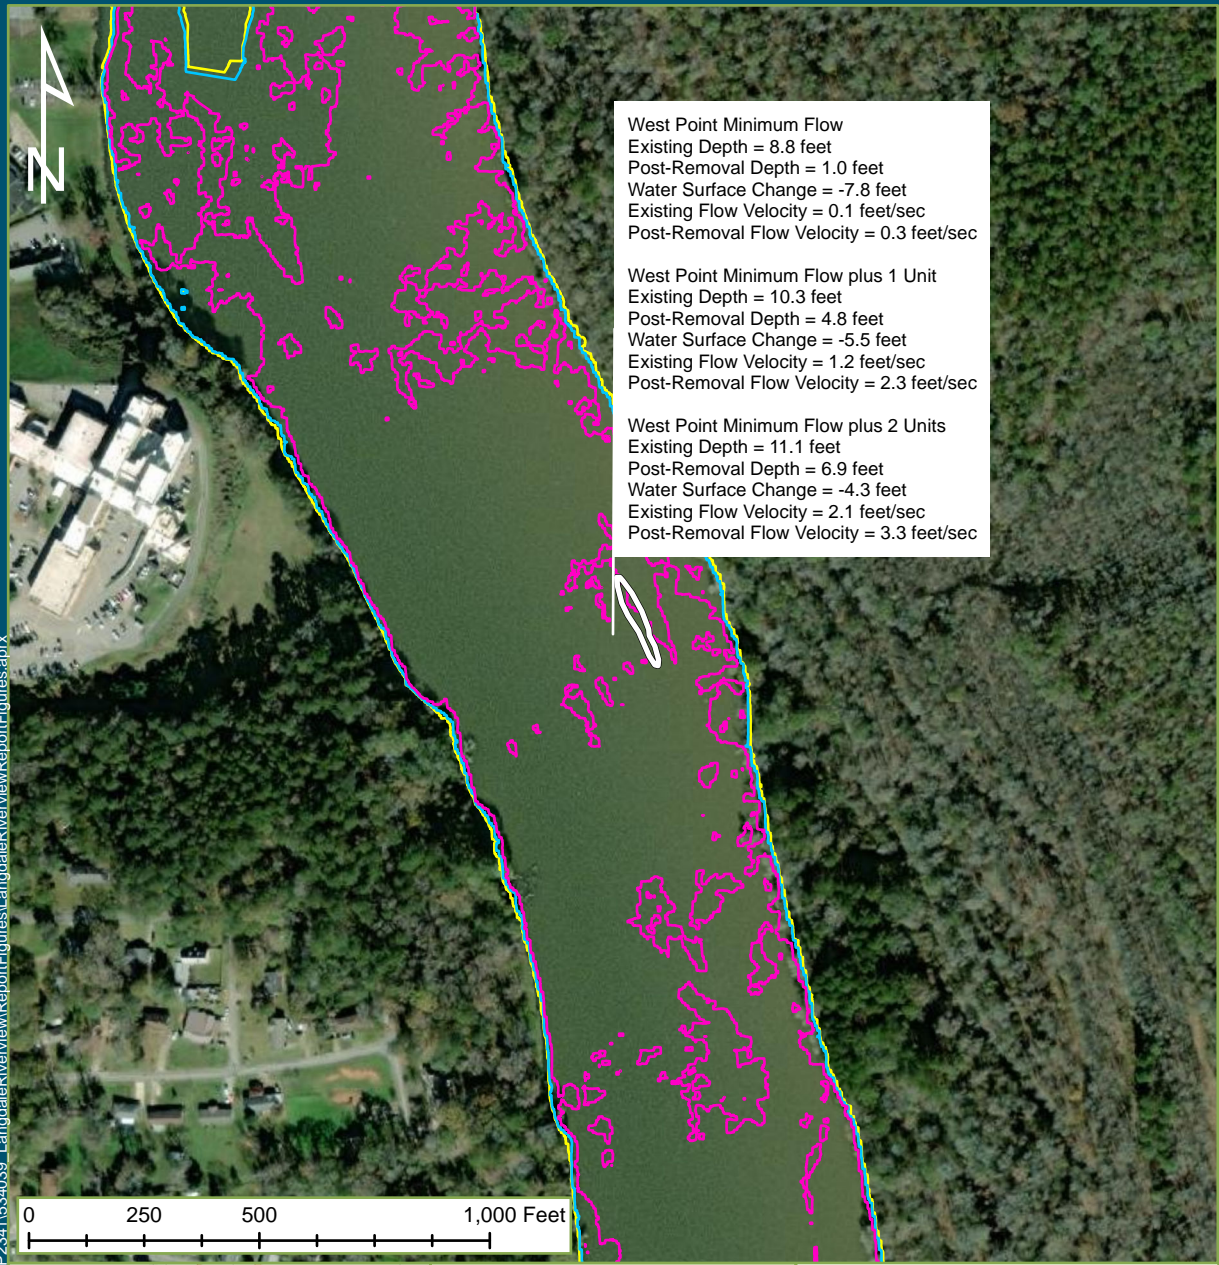 N
West Point Minimum Flow
Existing Depth = 8.8 feet
Post-Removal Depth = 1.0 feet
Water Surface Change = -7.8 feet
Existing Flow Velocity = 0.1 feet/sec
Post-Removal Flow Velocity = 0.3 feet/sec
West Point Minimum Flow plus 1 Unit
Existing Depth = 10.3 feet
Post-Removal Depth = 4.8 feet
Water Surface Change = -5.5 feet
Existing Flow Velocity = 1.2 feet/sec
Post-Removal Flow Velocity = 2.3 feet/sec
West Point Minimum Flow plus 2 Units
Existing Depth = 11.1 feet
Post-Removal Depth = 6.9 feet
Water Surface Change = -4.3 feet
Existing Flow Velocity = 2.1 feet/sec
Post-Removal Flow Velocity = 3.3 feet/sec
0 250 500 1,000 Feet
LangdaleRiverview\ReportFigures\LangdaleRiverviewReportFigures.aprx